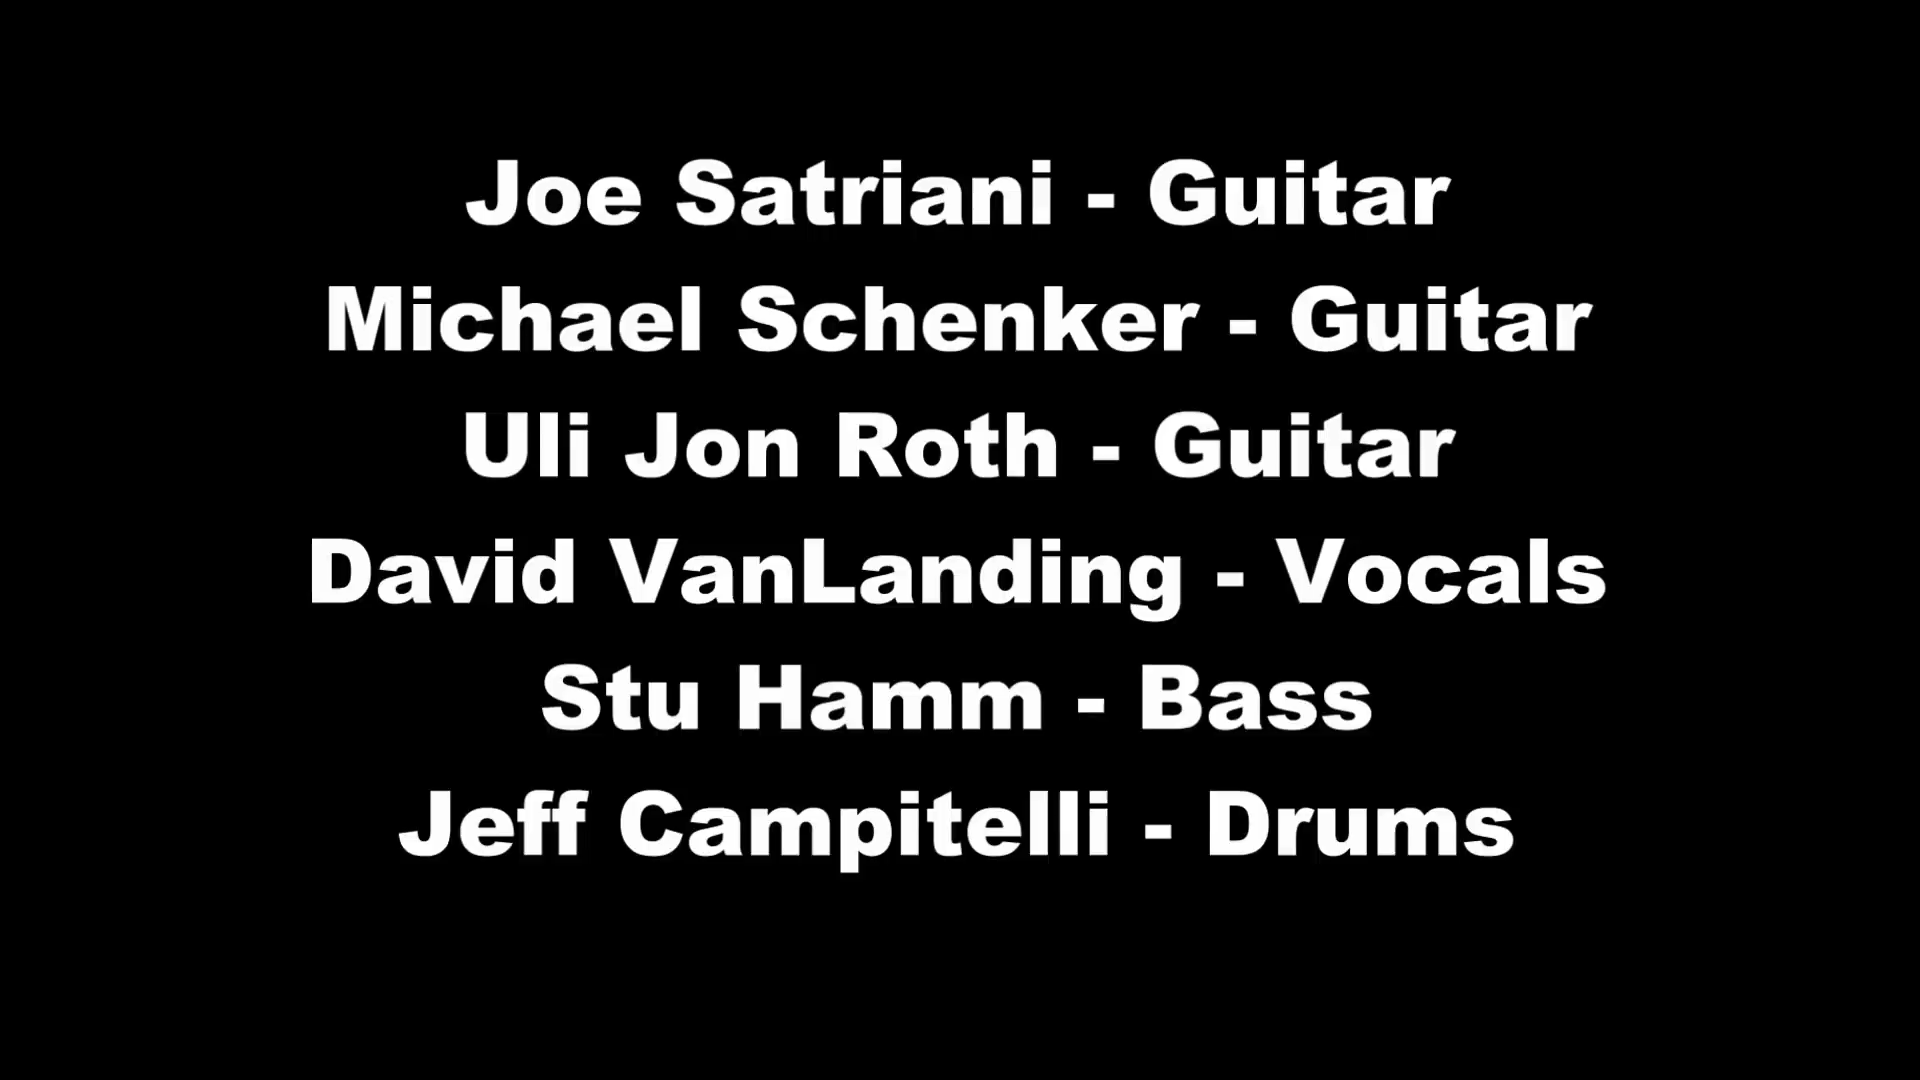 Joe Satriani - Guitar
Michael Schenker - Guitar
Uli Jon Roth - Guitar
David VanLanding - Vocals
Stu Hamm - Bass
Jeff Campitelli - Drums